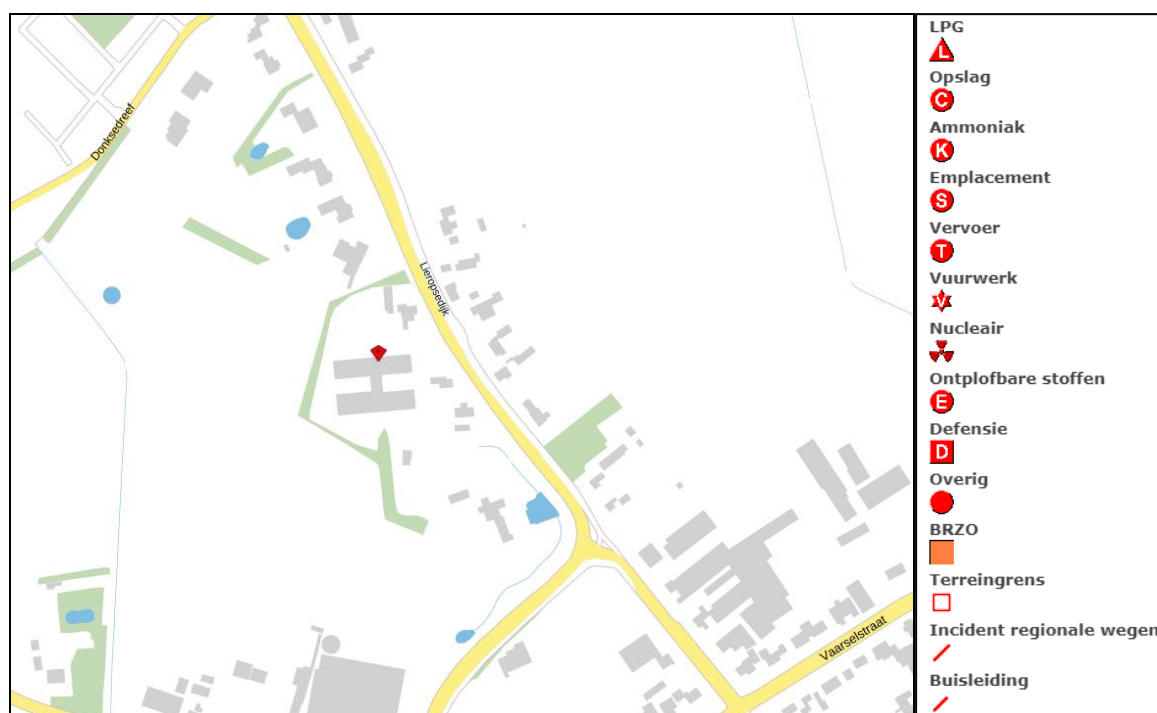 Donksedreef
Lieropsedijk
Vaarselstraat
LPG
L
Opslag
C
Ammoniak
K
Emplacement
S
Vervoer
T
Vuurwerk
V
Nucleair
Ontplofbare stoffen
E
Defensie
D
Overig
BRZO
Terreingrens
Incident regionale wegen
Buisleiding